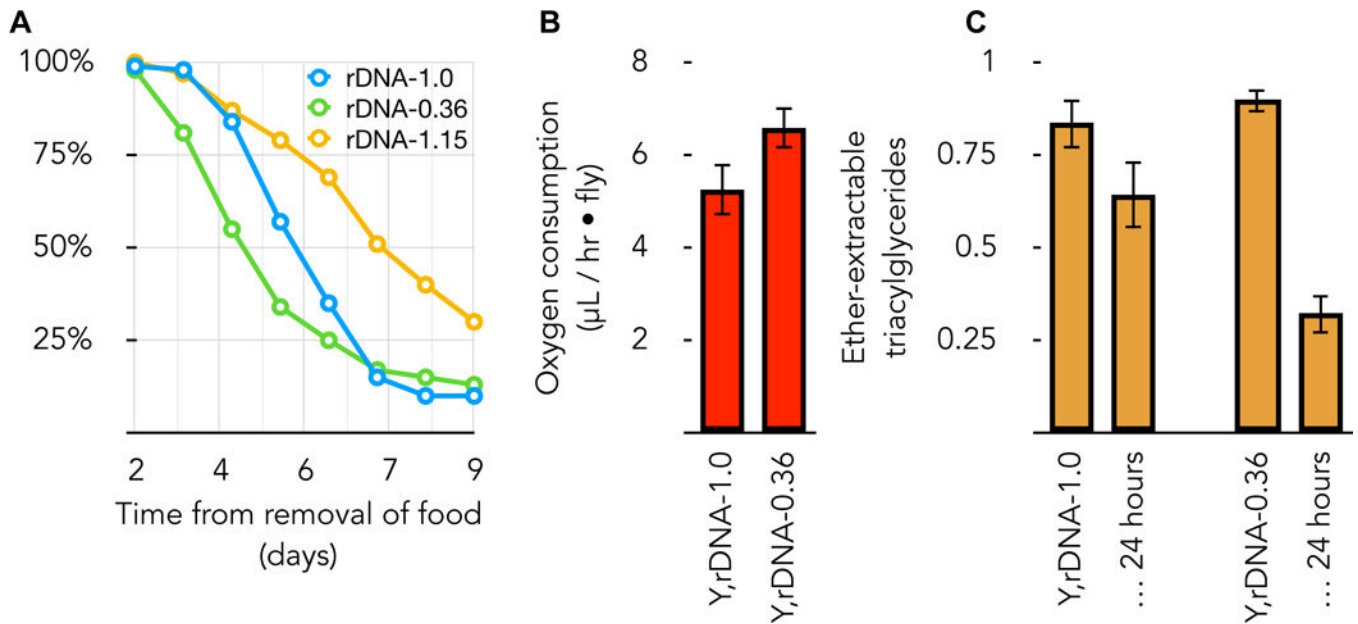 A
100%
75%
50%
25%
rDNA-1.0
rDNA-0.36
rDNA-1.15
2 4 6 7 9
Time from removal of food
(days)
B
Oxygen consumption
(µL / hr • fly)
8
6
4
2
Y,rDNA-1.0
Y,rDNA-0.36
C
Ether-extractable
triacylglycerides
1
0.75
0.5
0.25
Y,rDNA-1.0
.... 24 hours
Y,rDNA-0.36
.... 24 hours